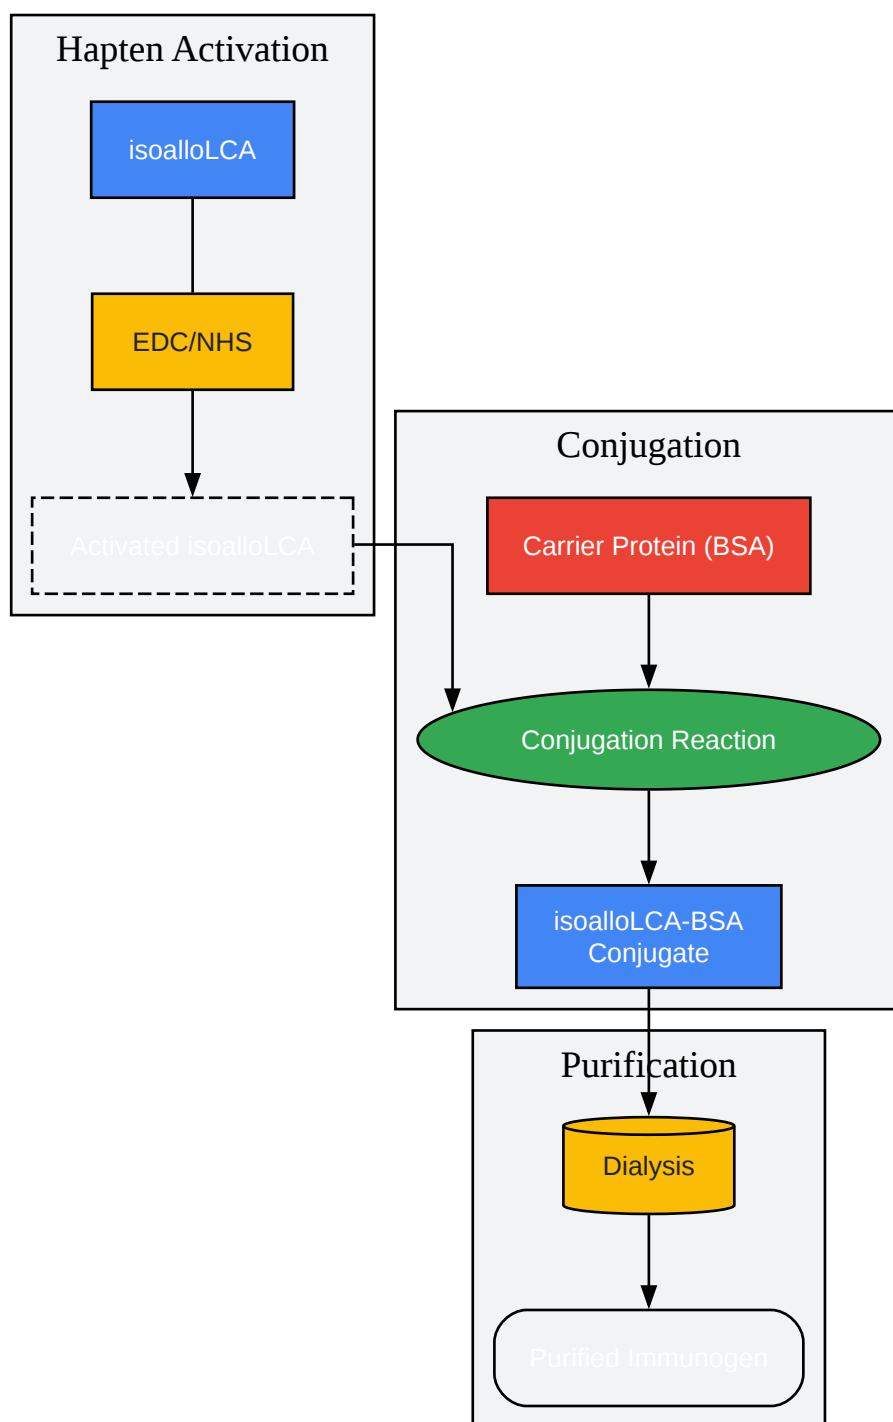 Hapten Activation
isoalloLCA
EDC/NHS
Activated isoalloLCA
Conjugation
Carrier Protein (BSA)
Conjugation Reaction
isoalloLCA-BSA
Conjugate
Purification
Dialysis
Purified Immunogen